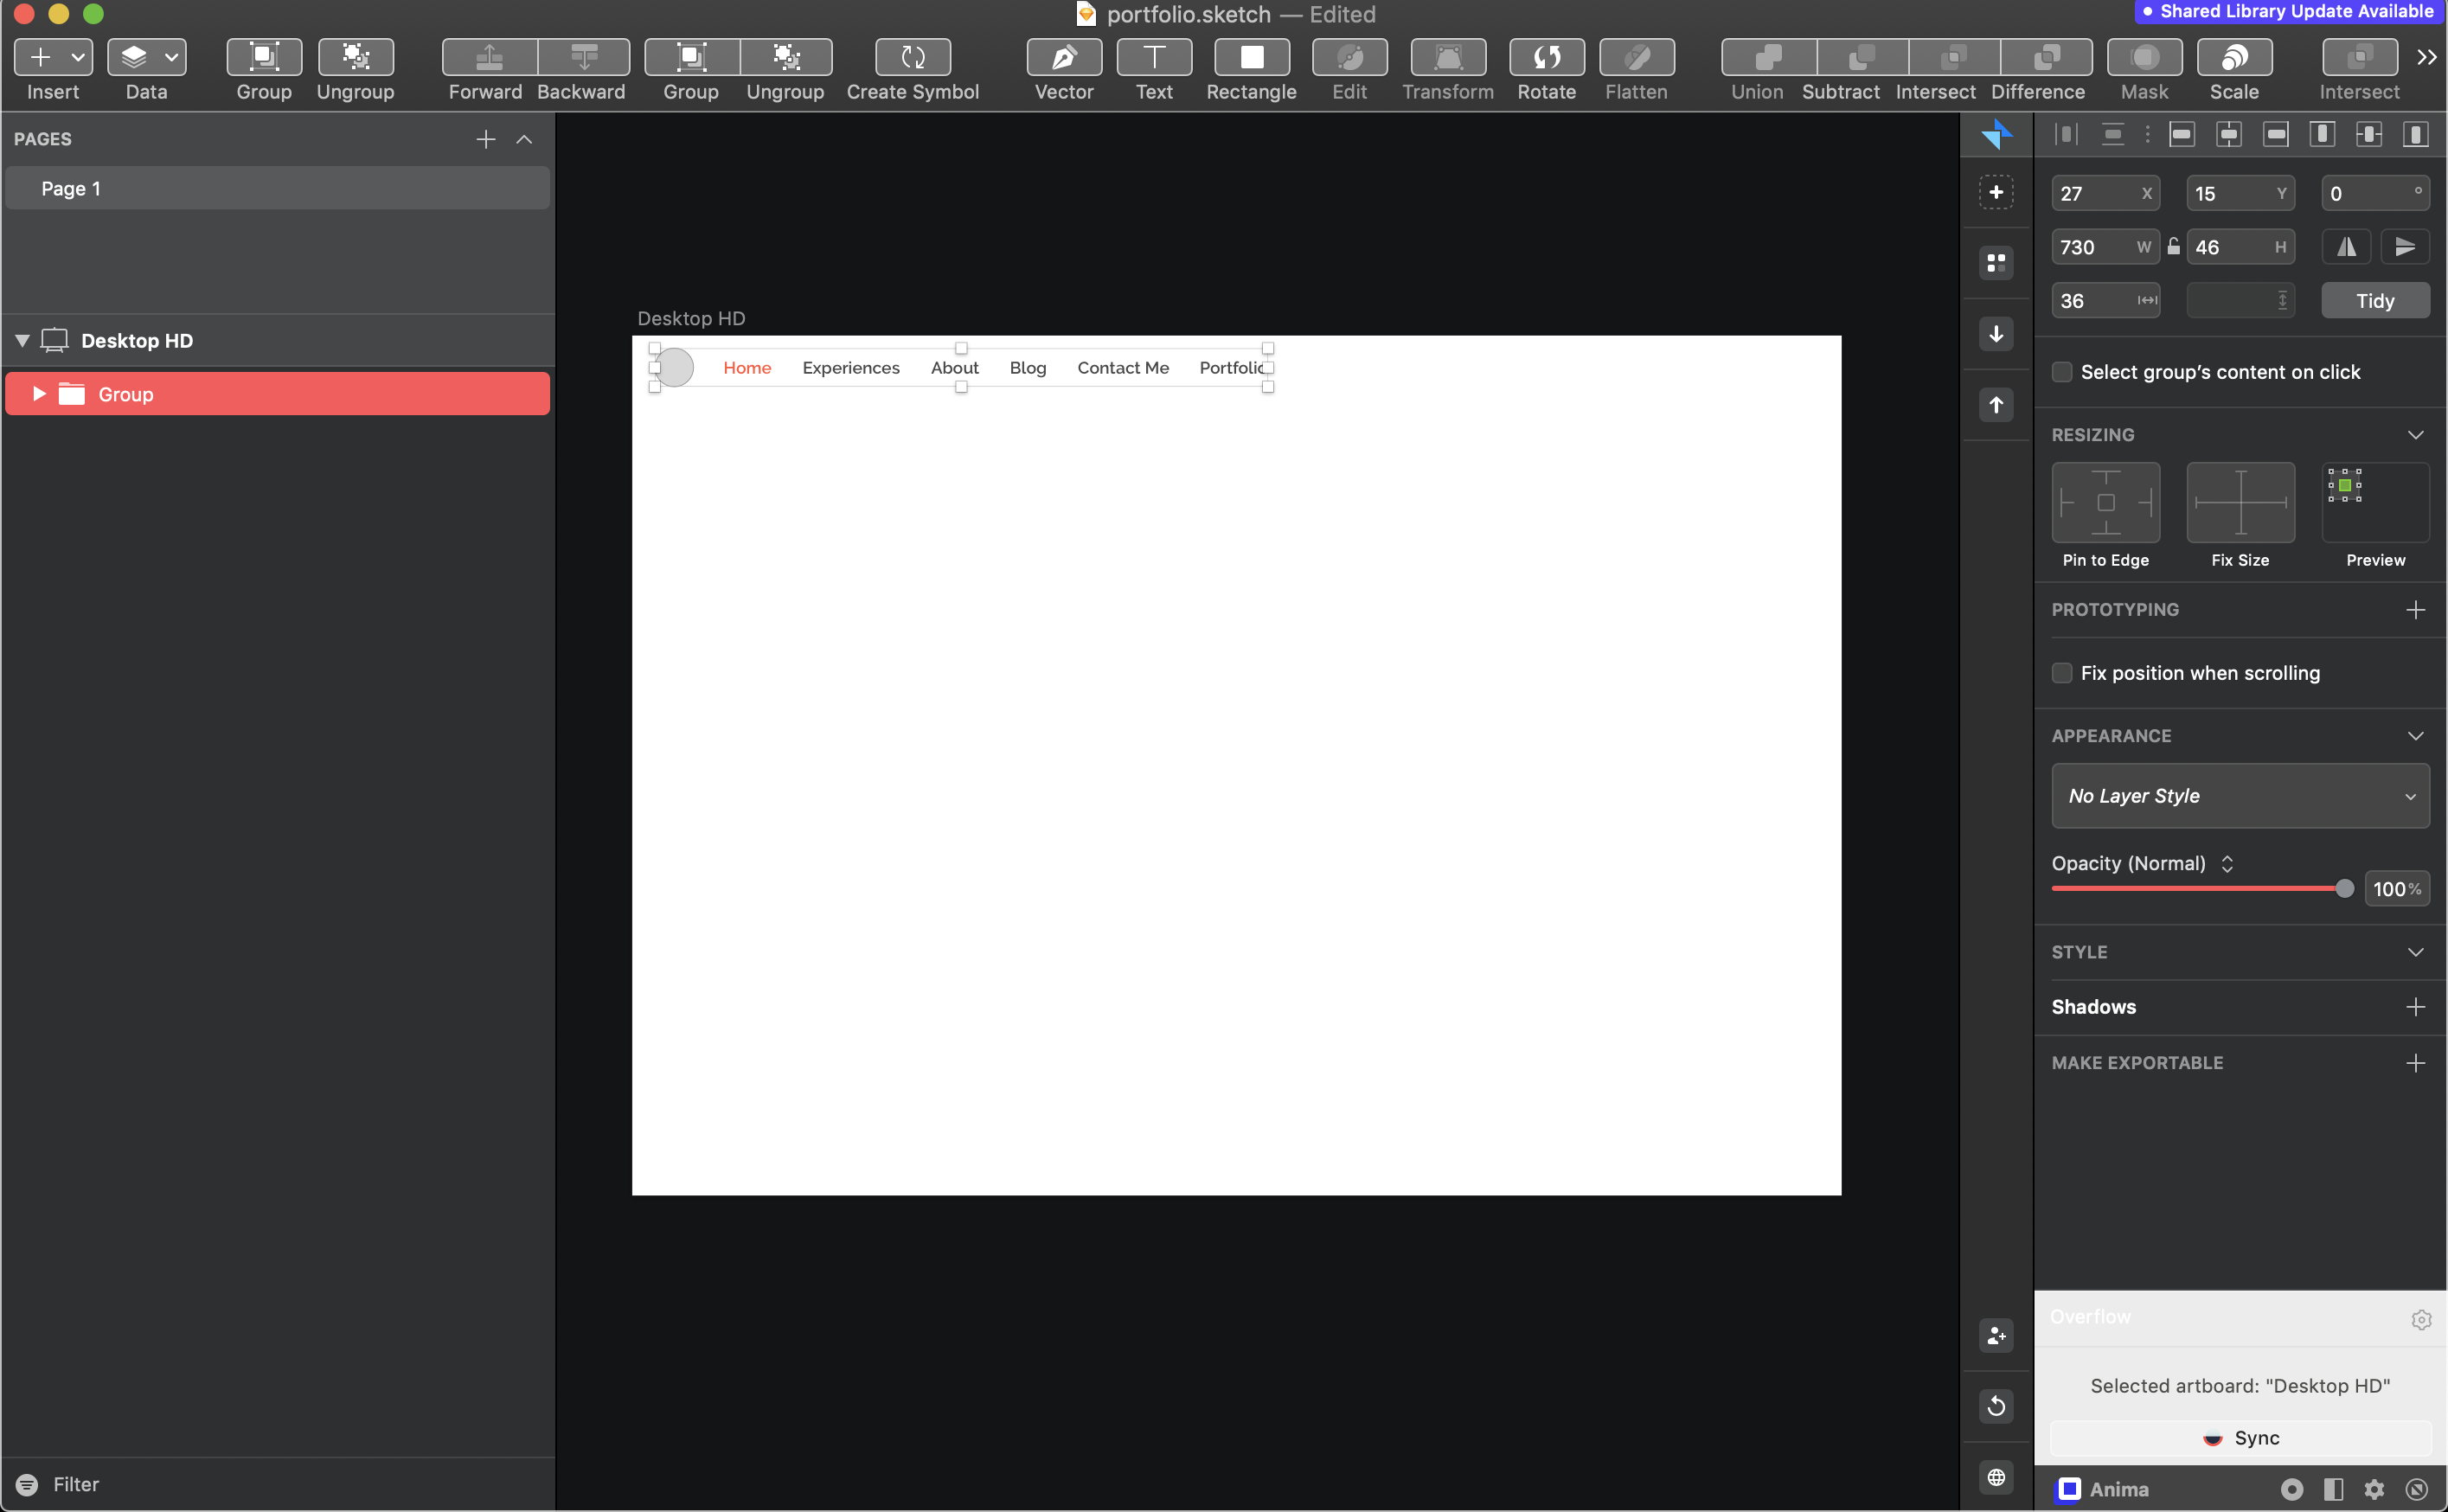 portfolio.sketch — Edited
Shared Library Update Available
Insert
Data
Group
Ungroup
Forward
Backward
Group
Ungroup
Create Symbol
Vector
Text
Rectangle
Edit
Transform
Rotate
Flatten
Union
Subtract
Intersect
Difference
Mask
Scale
Intersect
PAGES
Page 1
Desktop HD
Group
Filter
Desktop HD
Home
Experiences
About
Blog
Contact Me
Portfolio
27 X
15 Y
0 °
730 W
46 H
36
Tidy
Select group's content on click
RESIZING
Pin to Edge
Fix Size
Preview
PROTOTYPING
Fix position when scrolling
APPEARANCE
No Layer Style
Opacity (Normal)
100%
STYLE
Shadows
MAKE EXPORTABLE
Overflow
Selected artboard: "Desktop HD"
Sync
Anima